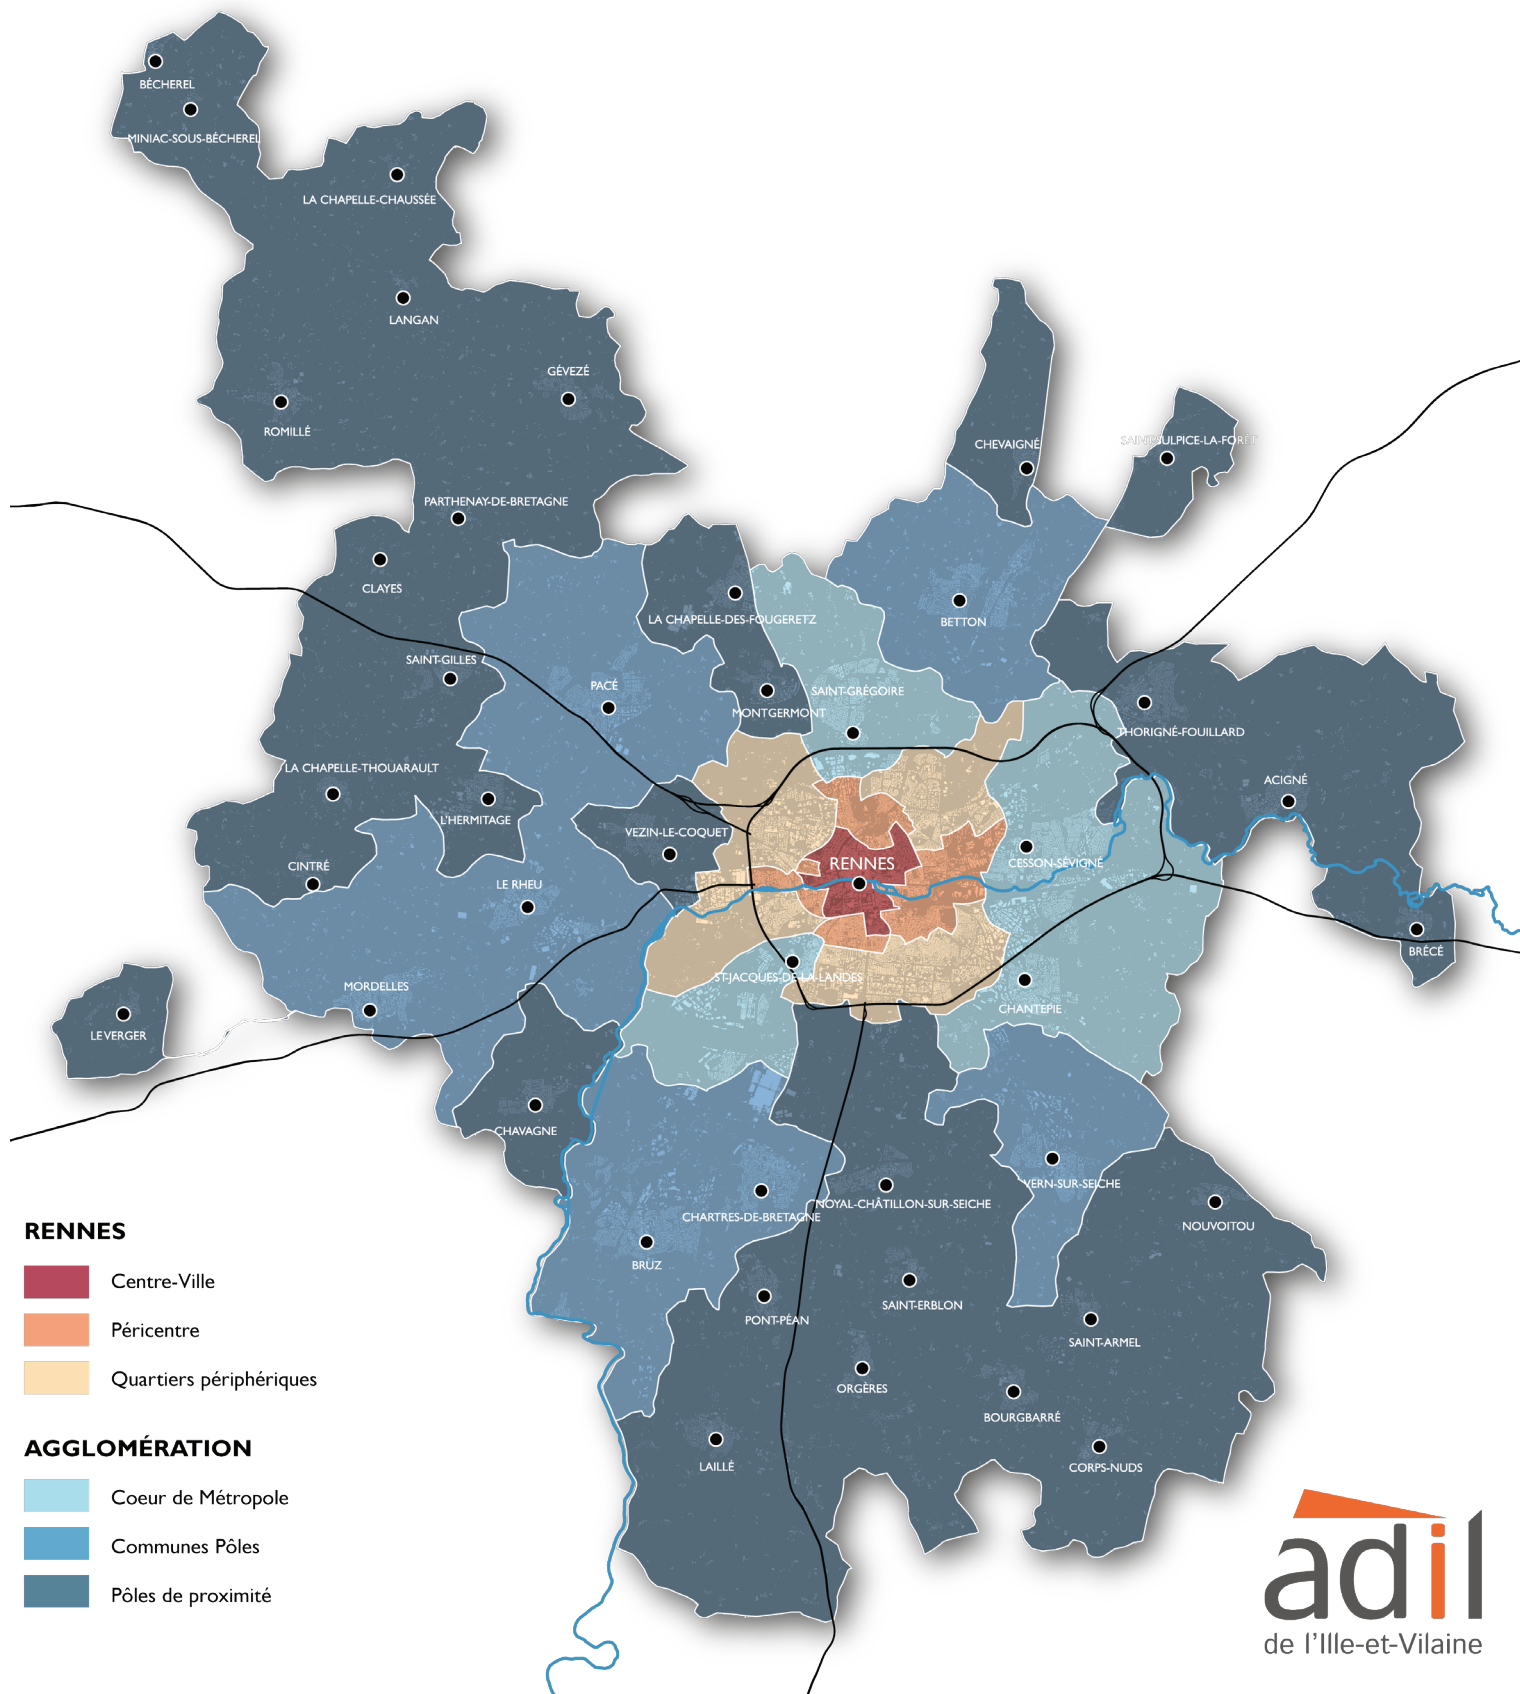 BÉCHEREL
MINIAC-SOUS-BÉCHEREL
LA CHAPELLE-CHAUSSÉE
LANGAN
GÉVEZÉ
ROMILLÉ
CHEVAIGNÉ
SAINT-SULPICE-LA-FORÊT
PARTHENAY-DE-BRETAGNE
CLAYES
LA CHAPELLE-DES-FOUGERETZ
BETTON
SAINT-GILLES
PACÉ
SAINT-GRÉGOIRE
MONTGERMONT
THORIGNÉ-FOUILLARD
LA CHAPELLE-THOUARAULT
ACIGNÉ
L'HERMITAGE
VEZIN-LE-COQUET
CINTRÉ
RENNES
CESSON-SÉVIGNÉ
LE RHEU
BRÉCÉ
ST-JACQUES-DE-LA-LANDES
MORDELLES
CHANTEPIE
LE VERGER
CHAVAGNE
VERN-SUR-SEICHE
NOYAL-CHÂTILLON-SUR-SEICHE
CHARTRES-DE-BRETAGNE
NOUVOITOU
BRUZ
SAINT-ERBLON
PONT-PÉAN
SAINT-ARMEL
ORGÈRES
BOURGBARRÉ
LAILLÉ
CORPS-NUDS
RENNES
Centre-Ville
Péricentre
Quartiers périphériques
AGGLOMÉRATION
Coeur de Métropole
Communes Pôles
Pôles de proximité
adil
de l'Ille-et-Vilaine